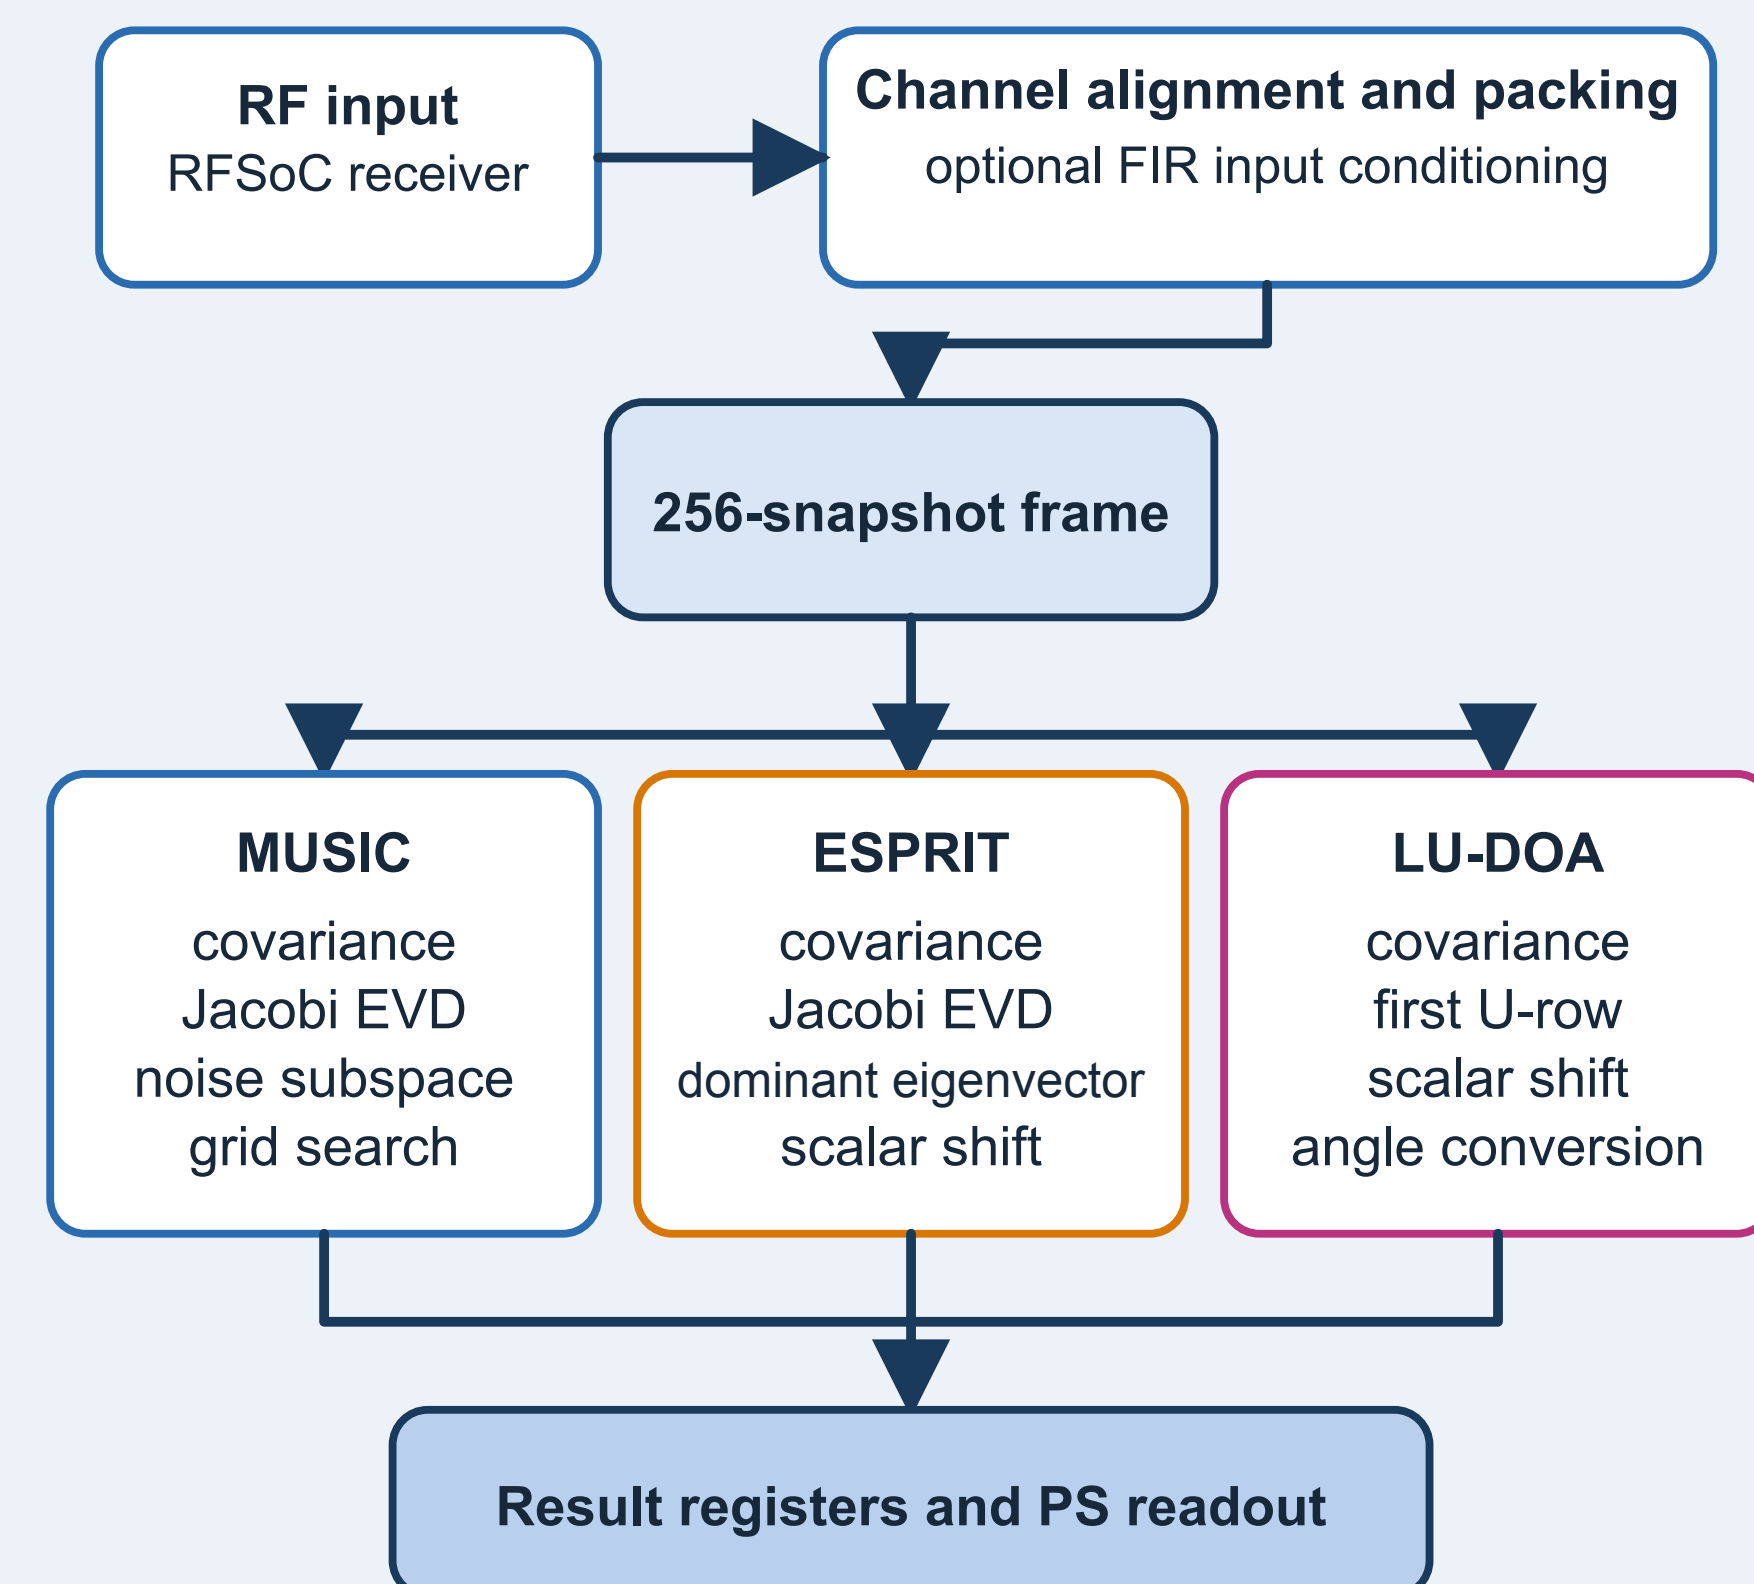 RF input
RFSoC receiver
Channel alignment and packing
optional FIR input conditioning
256-snapshot frame
MUSIC
covariance
Jacobi EVD
noise subspace
grid search
ESPRIT
covariance
Jacobi EVD
dominant eigenvector
scalar shift
LU-DOA
covariance
first U-row
scalar shift
angle conversion
Result registers and PS readout